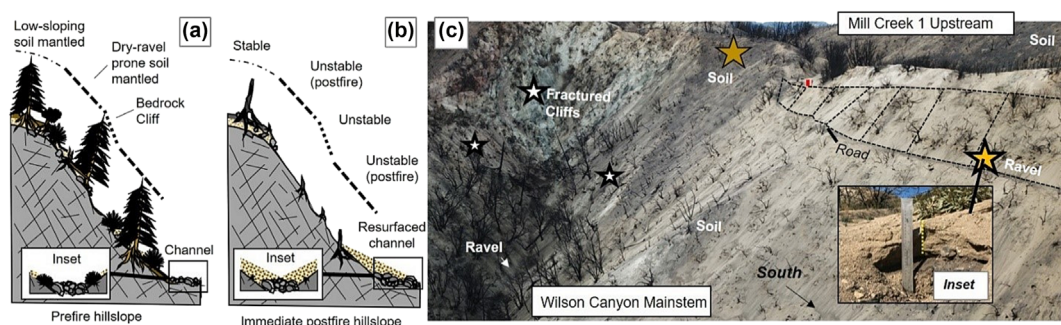 (a)
Low-sloping
soil mantled
Dry-ravel
prone soil
mantled
Bedrock
Cliff
Channel
Inset
Prefire hillslope
(b)
Stable
Unstable
(postfire)
Unstable
Unstable
(postfire)
Resurfaced
channel
Inset
Immediate postfire hillslope
(c)
Mill Creek 1 Upstream
Soil
Soil
Fractured
Cliffs
Road
Ravel
Soil
Ravel
South
Wilson Canyon Mainstem
Inset